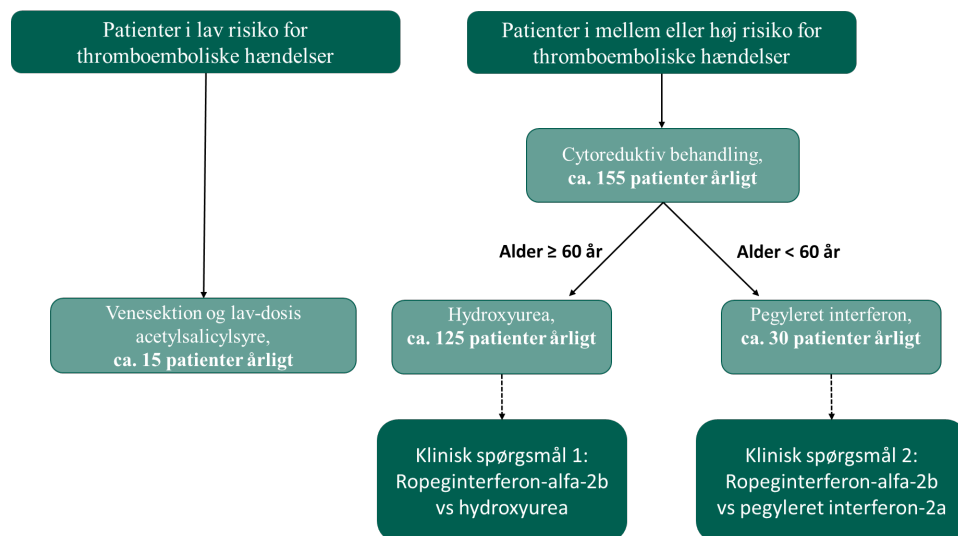 Patienter i lav risiko for
thromboemboliske hændelser
Patienter i mellem eller høj risiko for
thromboemboliske hændelser
Cytoreduktiv behandling,
ca. 155 patienter årligt
Alder ≥ 60 år
Alder < 60 år
Venesektion og lav-dosis
acetylsalicylsyre,
ca. 15 patienter årligt
Hydroxyurea,
ca. 125 patienter årligt
Pegyleret interferon,
ca. 30 patienter årligt
Klinisk spørgsmål 1:
Ropeginterferon-alfa-2b
vs hydroxyurea
Klinisk spørgsmål 2:
Ropeginterferon-alfa-2b
vs pegyleret interferon-2a